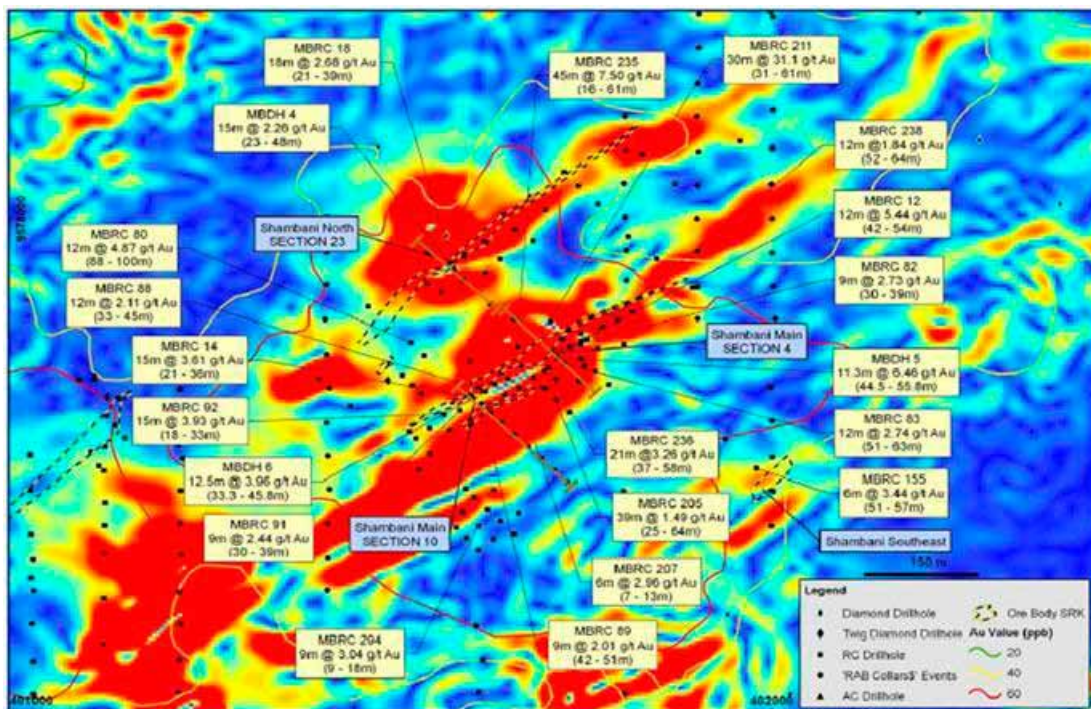 MBRC 18
18m @ 2.68 g/t Au
(21 - 39m)
MBRC 235
45m @ 7.50 g/t Au
(16 - 61m)
MBRC 211
30m @ 31.1 g/t Au
(31 - 61m)
MBDH 4
15m @ 2.26 g/t Au
(23 - 48m)
MBRC 238
12m @1.84 g/t Au
(52 - 64m)
MBRC 12
12m @ 5.44 g/t Au
(42 - 54m)
Shambani North
SECTION 23
MBRC 80
12m @ 4.87 g/t Au
(88 - 100m)
MBRC 82
9m @ 2.73 g/t Au
(30 - 39m)
MBRC 88
12m @ 2.11 g/t Au
(33 - 45m)
Shambani Main
SECTION 4
MBRC 14
15m @ 3.61 g/t Au
(21 - 36m)
MBDH 5
11.3m @ 6.46 g/t Au
(44.5 - 55.8m)
MBRC 92
15m @ 3.93 g/t Au
(18 - 33m)
MBRC 83
12m @ 2.74 g/t Au
(51 - 63m)
MBRC 236
21m @3.26 g/t Au
(37 - 58m)
MBDH 6
12.5m @ 3.96 g/t Au
(33.3 - 45.8m)
MBRC 155
6m @ 3.44 g/t Au
(51 - 57m)
MBRC 205
39m @ 1.49 g/t Au
(25 - 64m)
MBRC 91
9m @ 2.44 g/t Au
(30 - 39m)
Shambani Main
SECTION 10
Shambani Southeast
150 m
MBRC 207
6m @ 2.96 g/t Au
(7 - 13m)
MBRC 204
9m @ 3.04 g/t Au
(9 - 18m)
MBRC 89
9m @ 2.01 g/t Au
(42 - 51m)
Legend
Diamond Drillhole
Twig Diamond Drillhole
RC Drillhole
'RAB Collars$' Events
AC Drillhole
Ore Body SRK
Au Value (ppb)
20
40
60
401000
402000